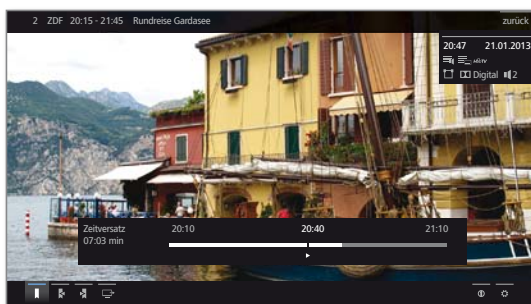 2 ZDF 20:15 - 21:45 Rundreise Gardasee zurück
20:47 21.01.2013
Digital 2
Zeitversatz 20:10 20:40 21:10
07:03 min